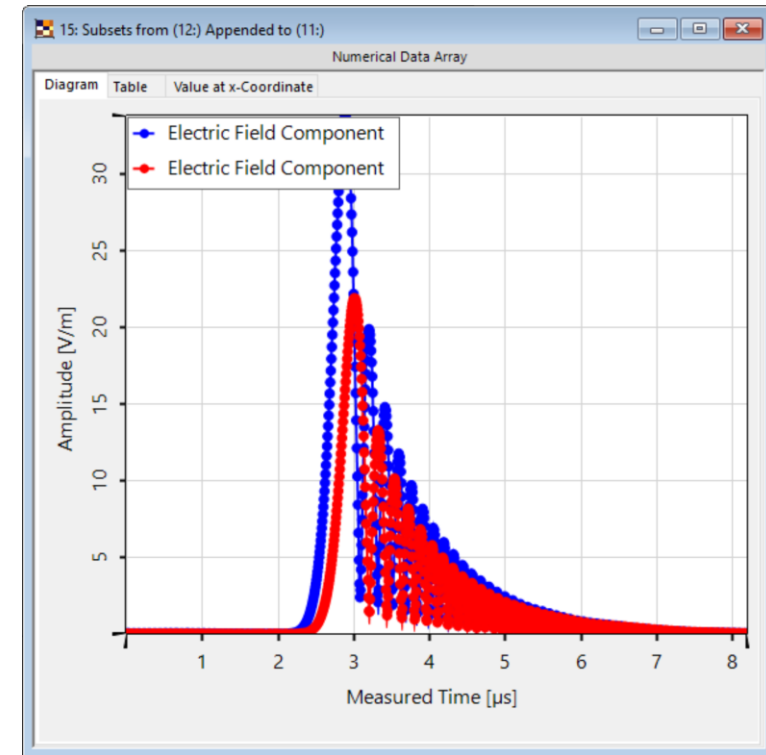 15: Subsets from (12:) Appended to (11:)
Numerical Data Array
Diagram Table Value at x-Coordinate
Electric Field Component
Electric Field Component
30
25
20
15
10
5
Amplitude [V/m]
1 2 3 4 5 6 7 8
Measured Time [µs]